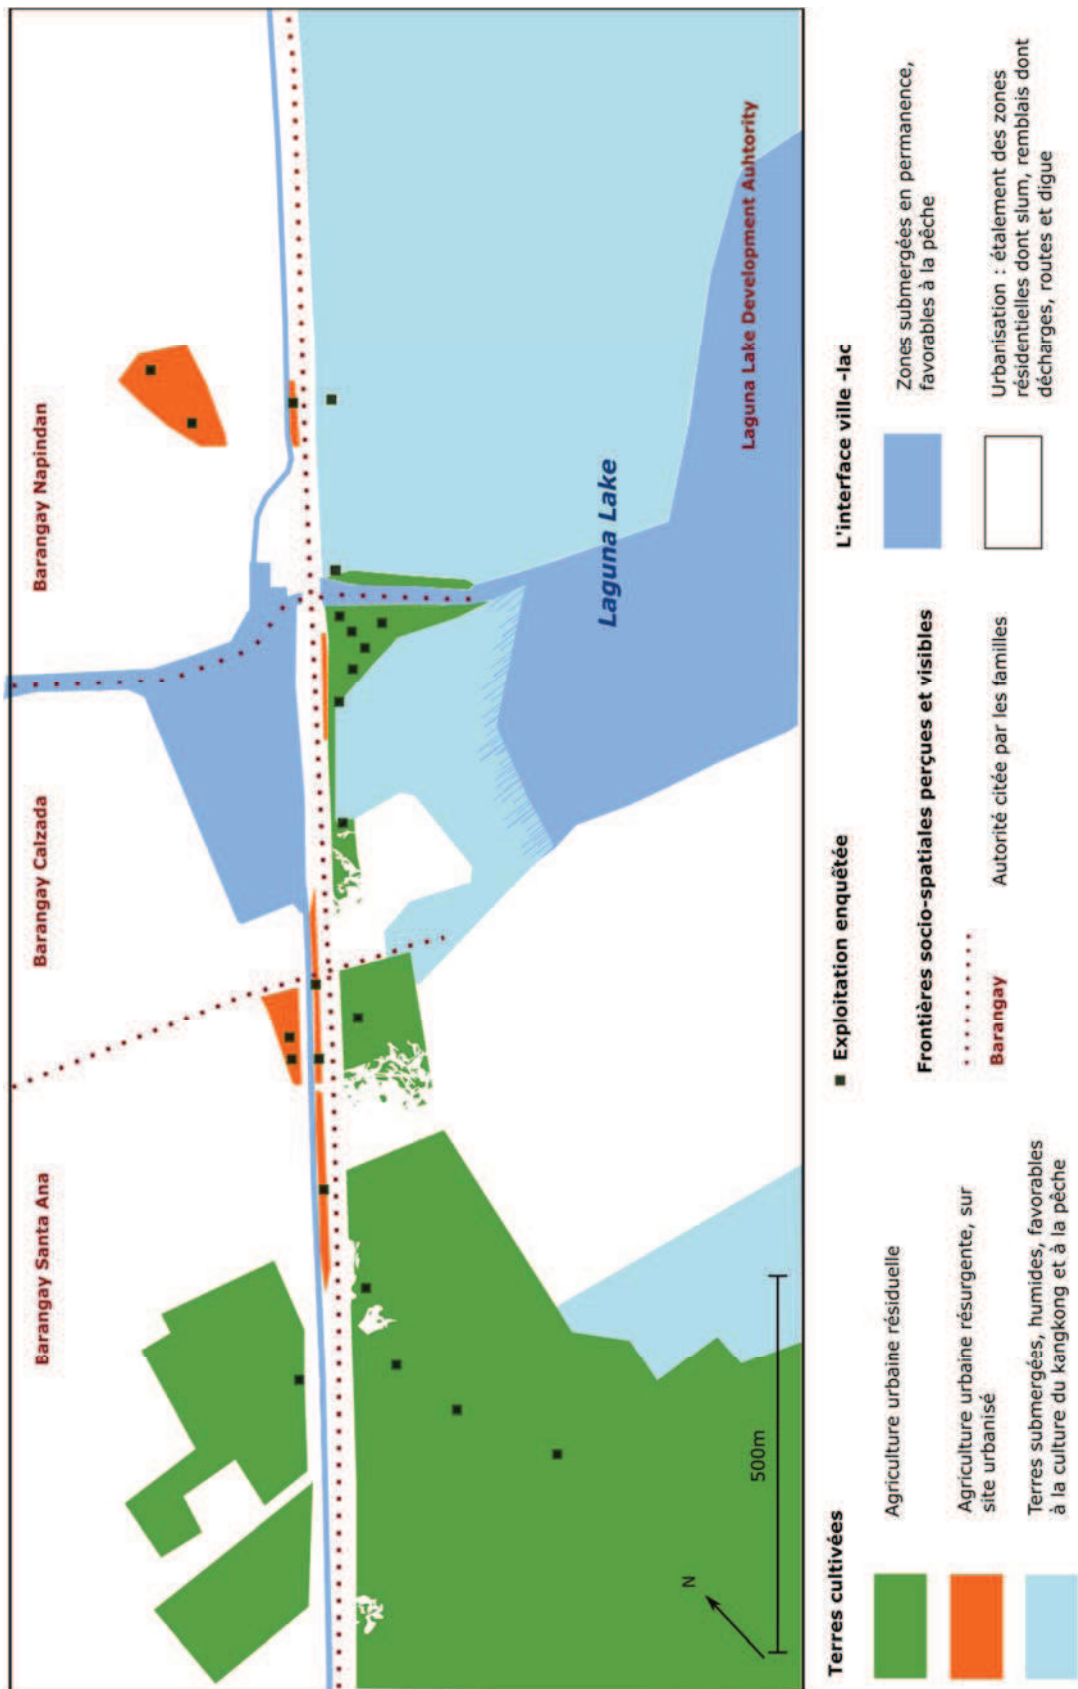 Barangay Santa Ana
Barangay Calzada
Barangay Napindan
Laguna Lake
Laguna Lake Development Auhtority
N
500m
Terres cultivées
Agriculture urbaine résiduelle
Agriculture urbaine résurgente, sur
site urbanisé
Terres submergées, humides, favorables
à la culture du kangkong et à la pêche
Exploitation enquêtée
Frontières socio-spatiales perçues et visibles
Barangay
Autorité citée par les familles
L'interface ville -lac
Zones submergées en permanence,
favorables à la pêche
Urbanisation : étalement des zones
résidentielles dont slum, remblais dont
décharges, routes et digue